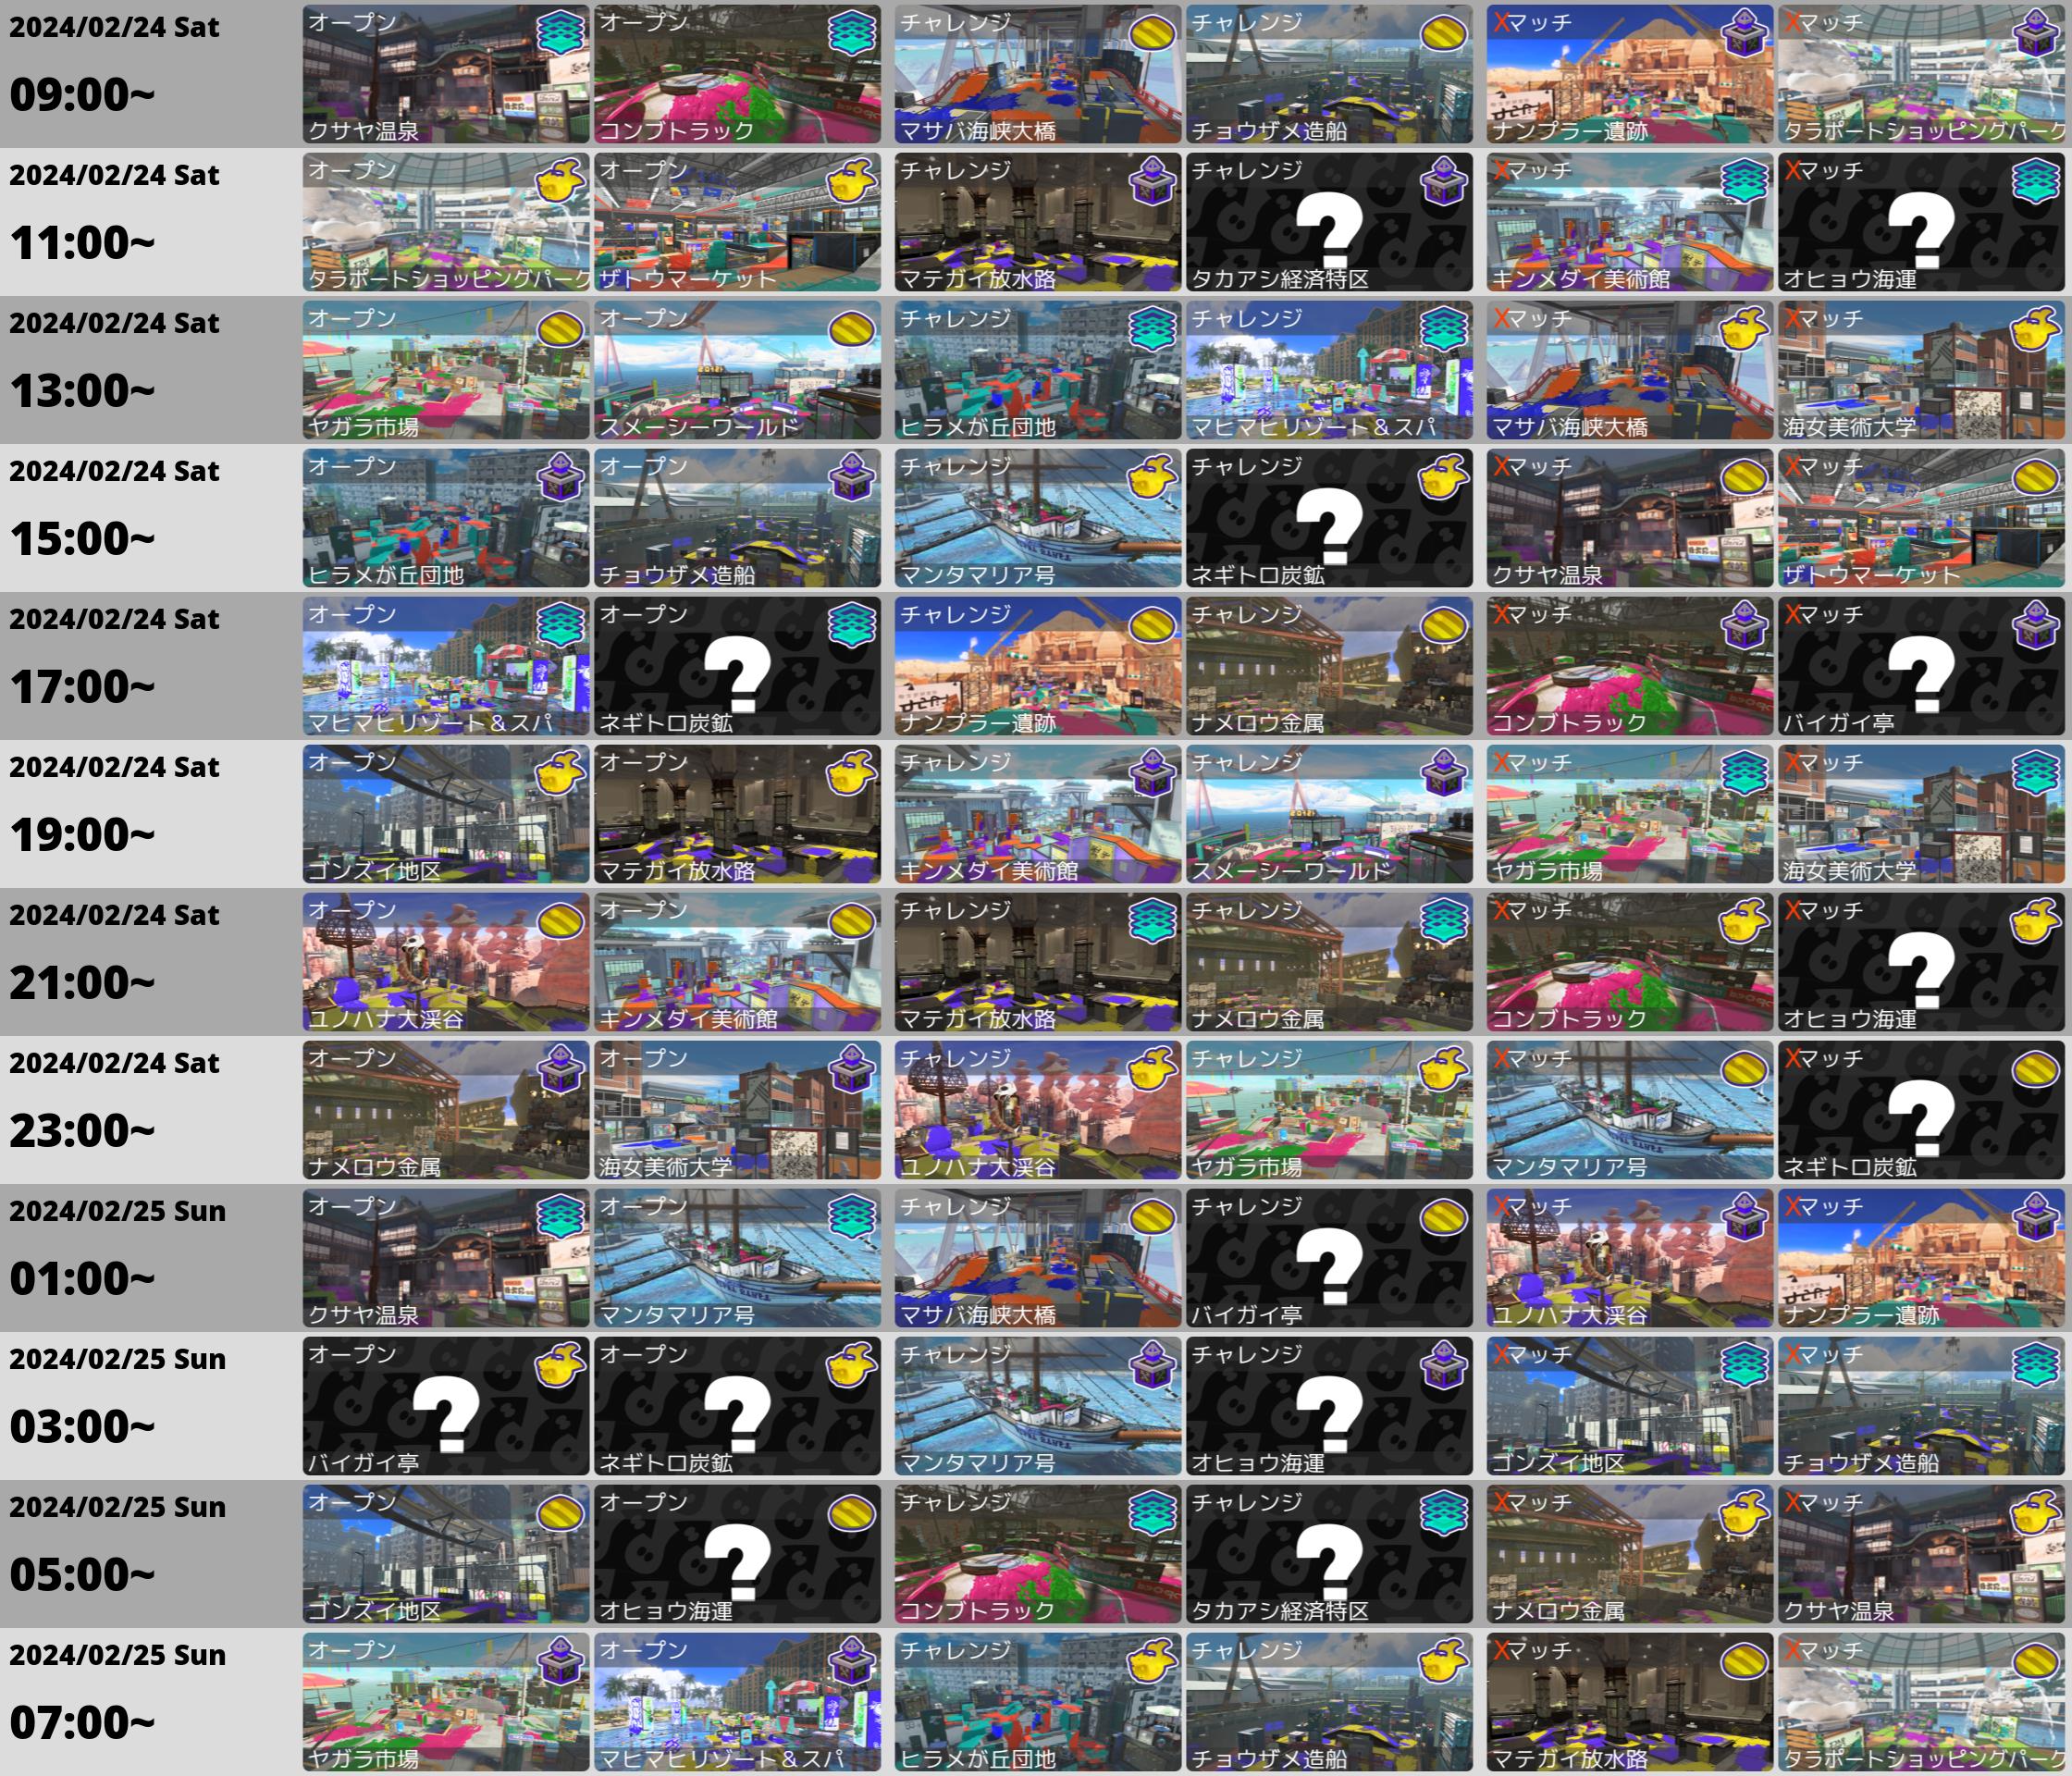 2024/02/24 Sat
09:00~
オープン オープン チャレンジ チャレンジ Xマッチ Xマッチ
クサヤ温泉 コンブトラック マサバ海峡大橋 チョウザメ造船 ナンプラー遺跡 タラポートショッピングパーク
2024/02/24 Sat
11:00~
オープン オープン チャレンジ チャレンジ Xマッチ Xマッチ
タラポートショッピングパーク ザトウマーケット マテガイ放水路 タカアシ経済特区 キンメダイ美術館 オヒョウ海運
2024/02/24 Sat
13:00~
オープン オープン チャレンジ チャレンジ Xマッチ Xマッチ
ヤガラ市場 スメーシーワールド ヒラメが丘団地 マヒマヒリゾート&スパ マサバ海峡大橋 海女美術大学
2024/02/24 Sat
15:00~
オープン オープン チャレンジ チャレンジ Xマッチ Xマッチ
ヒラメが丘団地 チョウザメ造船 マンタマリア号 ネギトロ炭鉱 クサヤ温泉 ザトウマーケット
2024/02/24 Sat
17:00~
オープン オープン チャレンジ チャレンジ Xマッチ Xマッチ
マヒマヒリゾート&スパ ネギトロ炭鉱 ナンプラー遺跡 ナメロウ金属 コンブトラック バイガイ亭
2024/02/24 Sat
19:00~
オープン オープン チャレンジ チャレンジ Xマッチ Xマッチ
ゴンズイ地区 マテガイ放水路 キンメダイ美術館 スメーシーワールド ヤガラ市場 海女美術大学
2024/02/24 Sat
21:00~
オープン オープン チャレンジ チャレンジ Xマッチ Xマッチ
ユノハナ大渓谷 キンメダイ美術館 マテガイ放水路 ナメロウ金属 コンブトラック オヒョウ海運
2024/02/24 Sat
23:00~
オープン オープン チャレンジ チャレンジ Xマッチ Xマッチ
ナメロウ金属 海女美術大学 ユノハナ大渓谷 ヤガラ市場 マンタマリア号 ネギトロ炭鉱
2024/02/25 Sun
01:00~
オープン オープン チャレンジ チャレンジ Xマッチ Xマッチ
クサヤ温泉 マンタマリア号 マサバ海峡大橋 バイガイ亭 ユノハナ大渓谷 ナンプラー遺跡
2024/02/25 Sun
03:00~
オープン オープン チャレンジ チャレンジ Xマッチ Xマッチ
バイガイ亭 ネギトロ炭鉱 マンタマリア号 オヒョウ海運 ゴンズイ地区 チョウザメ造船
2024/02/25 Sun
05:00~
オープン オープン チャレンジ チャレンジ Xマッチ Xマッチ
ゴンズイ地区 オヒョウ海運 コンブトラック タカアシ経済特区 ナメロウ金属 クサヤ温泉
2024/02/25 Sun
07:00~
オープン オープン チャレンジ チャレンジ Xマッチ Xマッチ
ヤガラ市場 マヒマヒリゾート&スパ ヒラメが丘団地 チョウザメ造船 マテガイ放水路 タラポートショッピングパーク